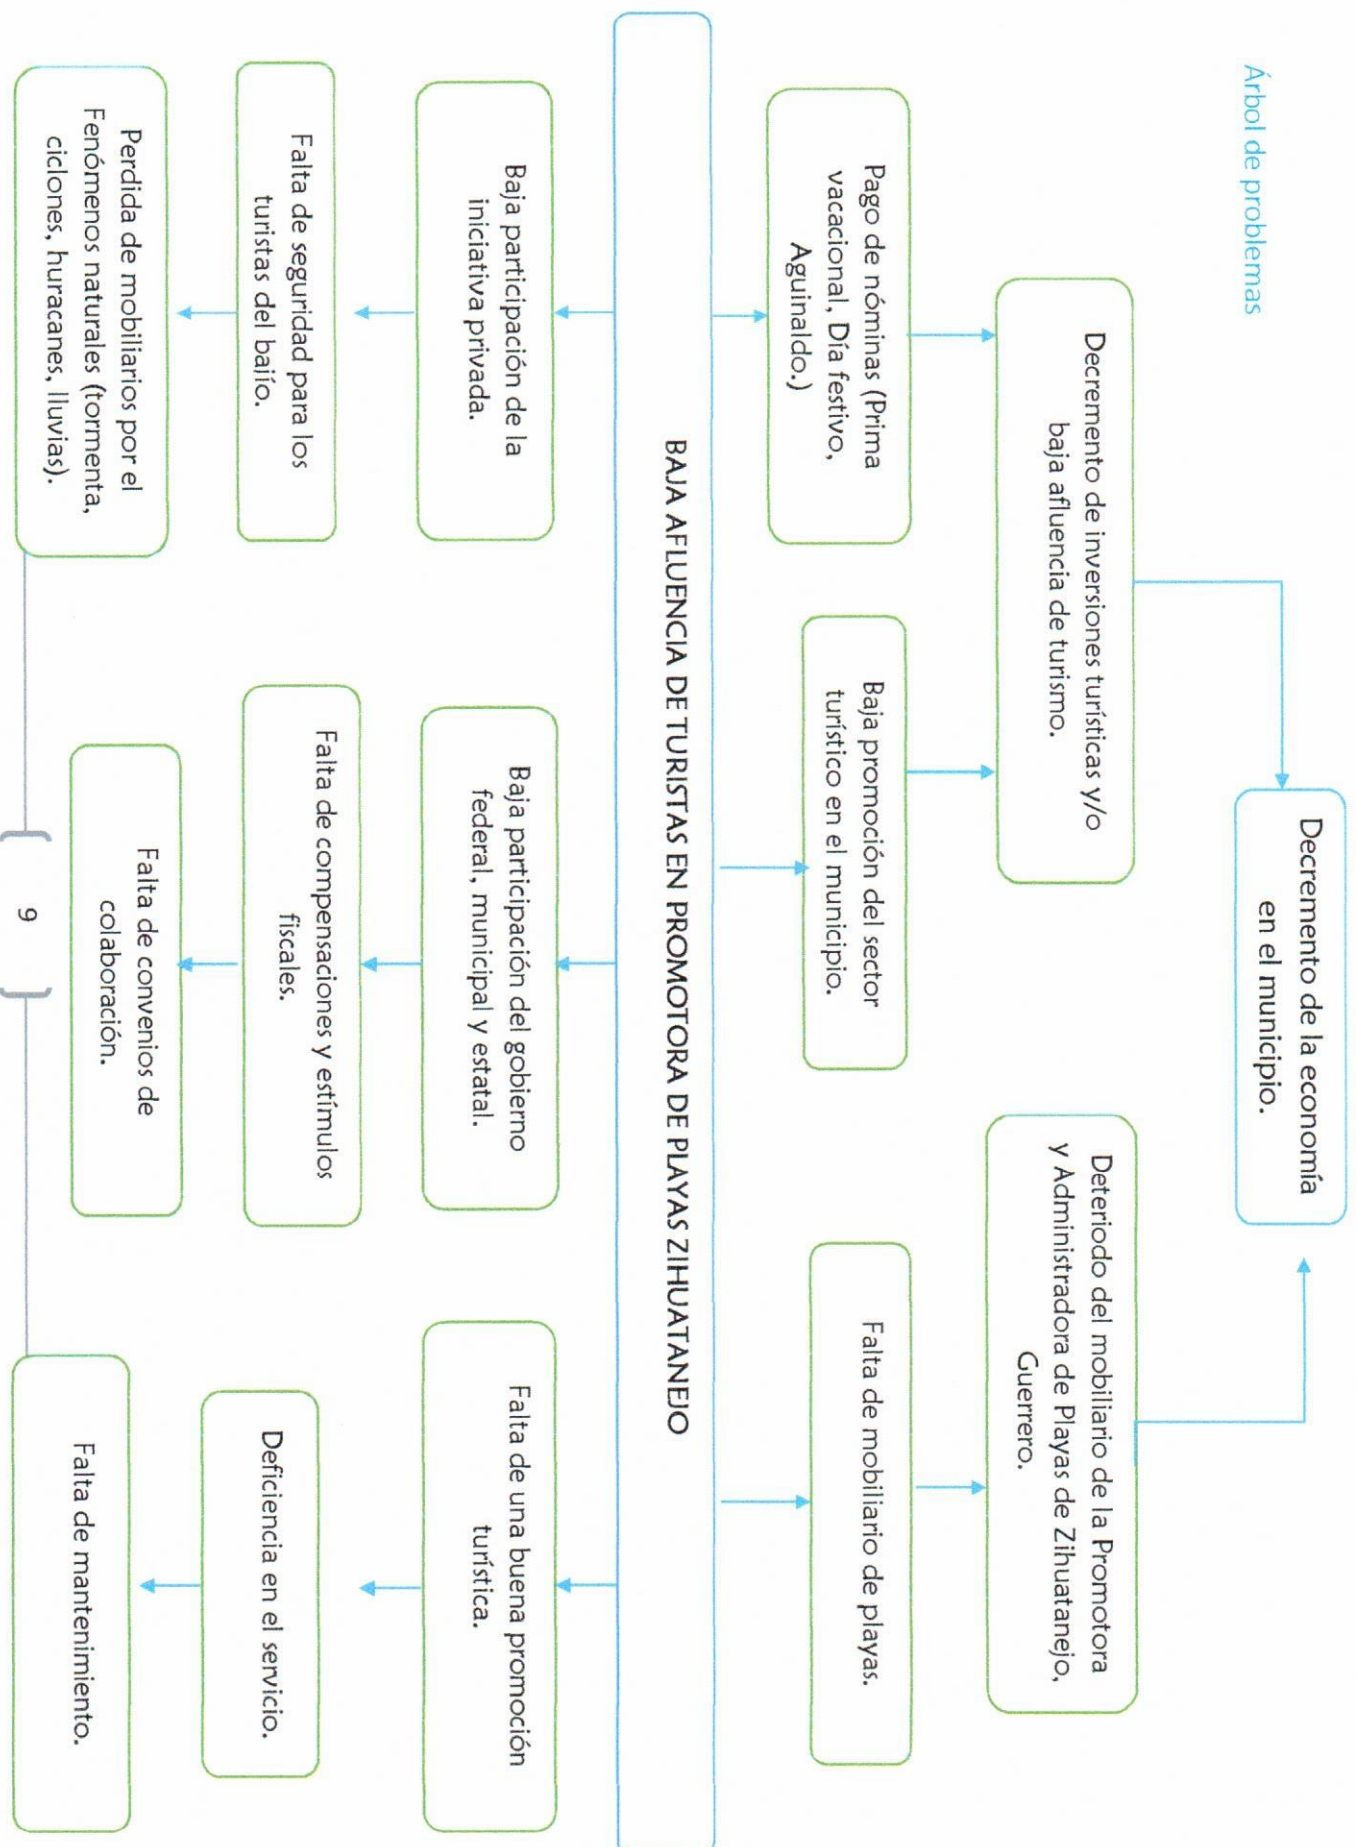 Árbol de problemas
Decremento de la economía
en el municipio.
Decremento de inversiones turísticas y/o
baja afluencia de turismo.
Deteriodo del mobiliario de la Promotora
y Administradora de Playas de Zihuatanejo,
Guerrero.
Pago de nóminas (Prima
vacacional, Día festivo,
Aguinaldo.)
Baja promoción del sector
turístico en el municipio.
Falta de mobiliario de playas.
BAJA AFLUENCIA DE TURISTAS EN PROMOTORA DE PLAYAS ZIHUATANEJO
Baja participación de la
iniciativa privada.
Baja participación del gobierno
federal, municipal y estatal.
Falta de una buena promoción
turística.
Falta de seguridad para los
turistas del bajío.
Falta de compensaciones y estímulos
fiscales.
Deficiencia en el servicio.
Perdida de mobiliarios por el
Fenómenos naturales (tormenta,
ciclones, huracanes, lluvias).
Falta de convenios de
colaboración.
Falta de mantenimiento.
9